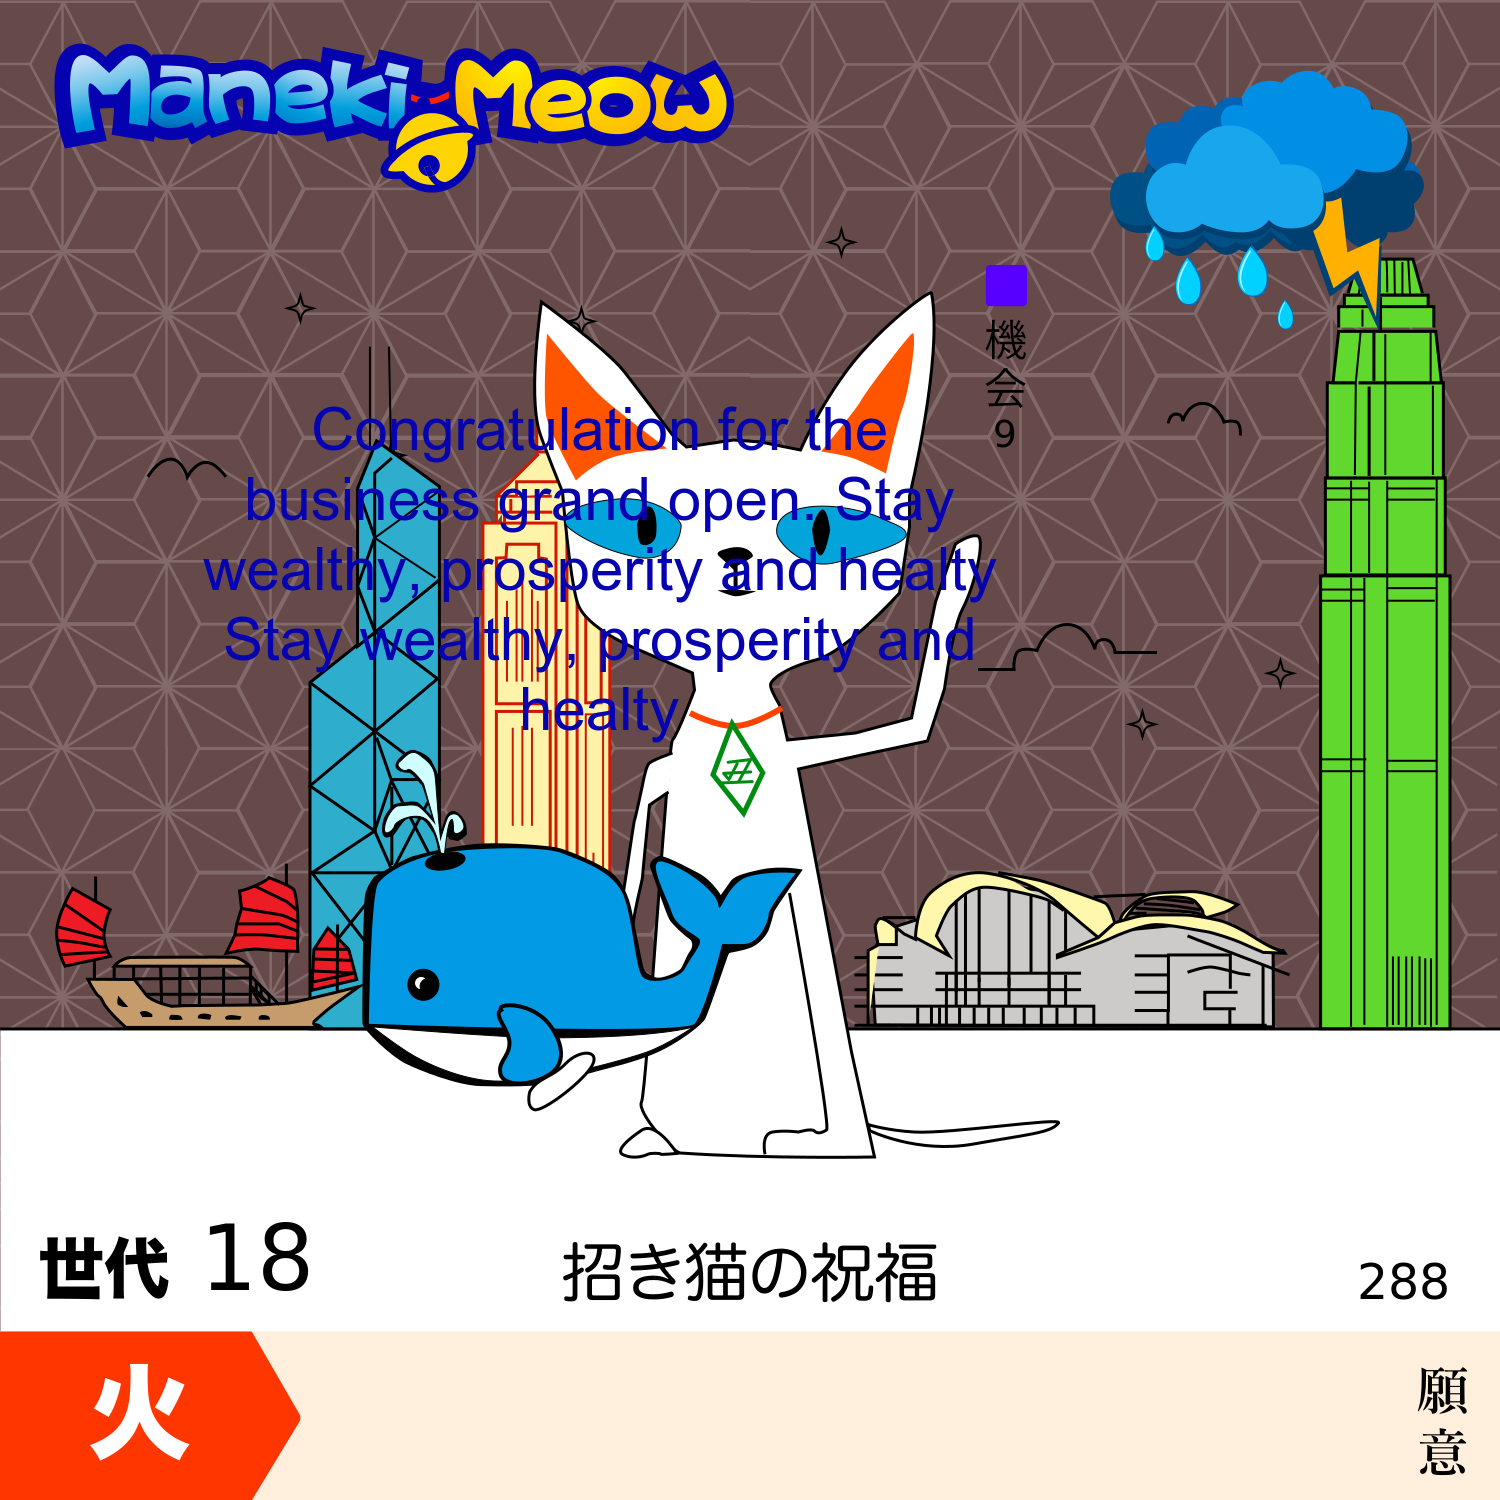 Maneki-Meow
機会9
Congratulation for the
business grand open. Stay
wealthy, prosperity and healty
Stay wealthy, prosperity and
healty
世代 18
招き猫の祝福
288
火
願意